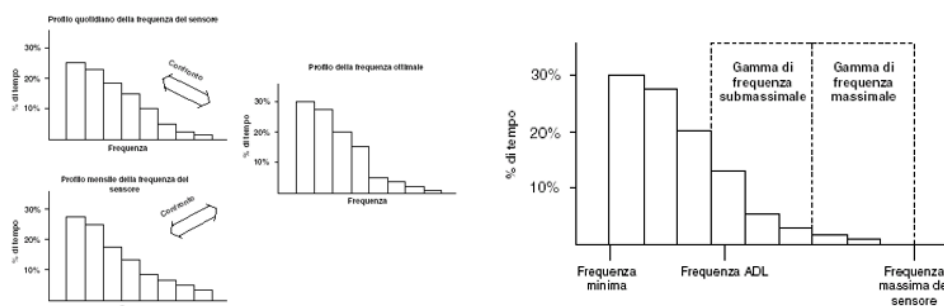 Profilo quotidiano della frequenza del sensore
30%
20%
10%
% di tempo
Confronto
Frequenza
Profilo mensile della frequenza del
sensore
30%
20%
10%
% di tempo
Confronto
Profilo della frequenza ottimale
30%
20%
10%
% di tempo
Frequenza
30%
20%
10%
% di tempo
Gamma di
frequenza
submassimale
Gamma di
frequenza
massimale
Frequenza
minima
Frequenza ADL
Frequenza
massima de
sensore